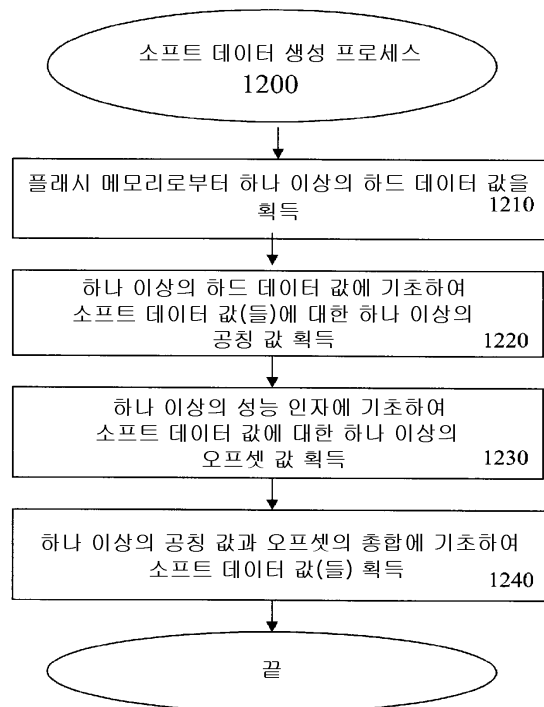 소프트 데이터 생성 프로세스
1200
플래시 메모리로부터 하나 이상의 하드 데이터 값을
획득
1210
하나 이상의 하드 데이터 값에 기초하여
소프트 데이터 값(들)에 대한 하나 이상의
공칭 값 획득
1220
하나 이상의 성능 인자에 기초하여
소프트 데이터 값에 대한 하나 이상의
오프셋 값 획득
1230
하나 이상의 공칭 값과 오프셋의 총합에 기초하여
소프트 데이터 값(들) 획득
1240
끝